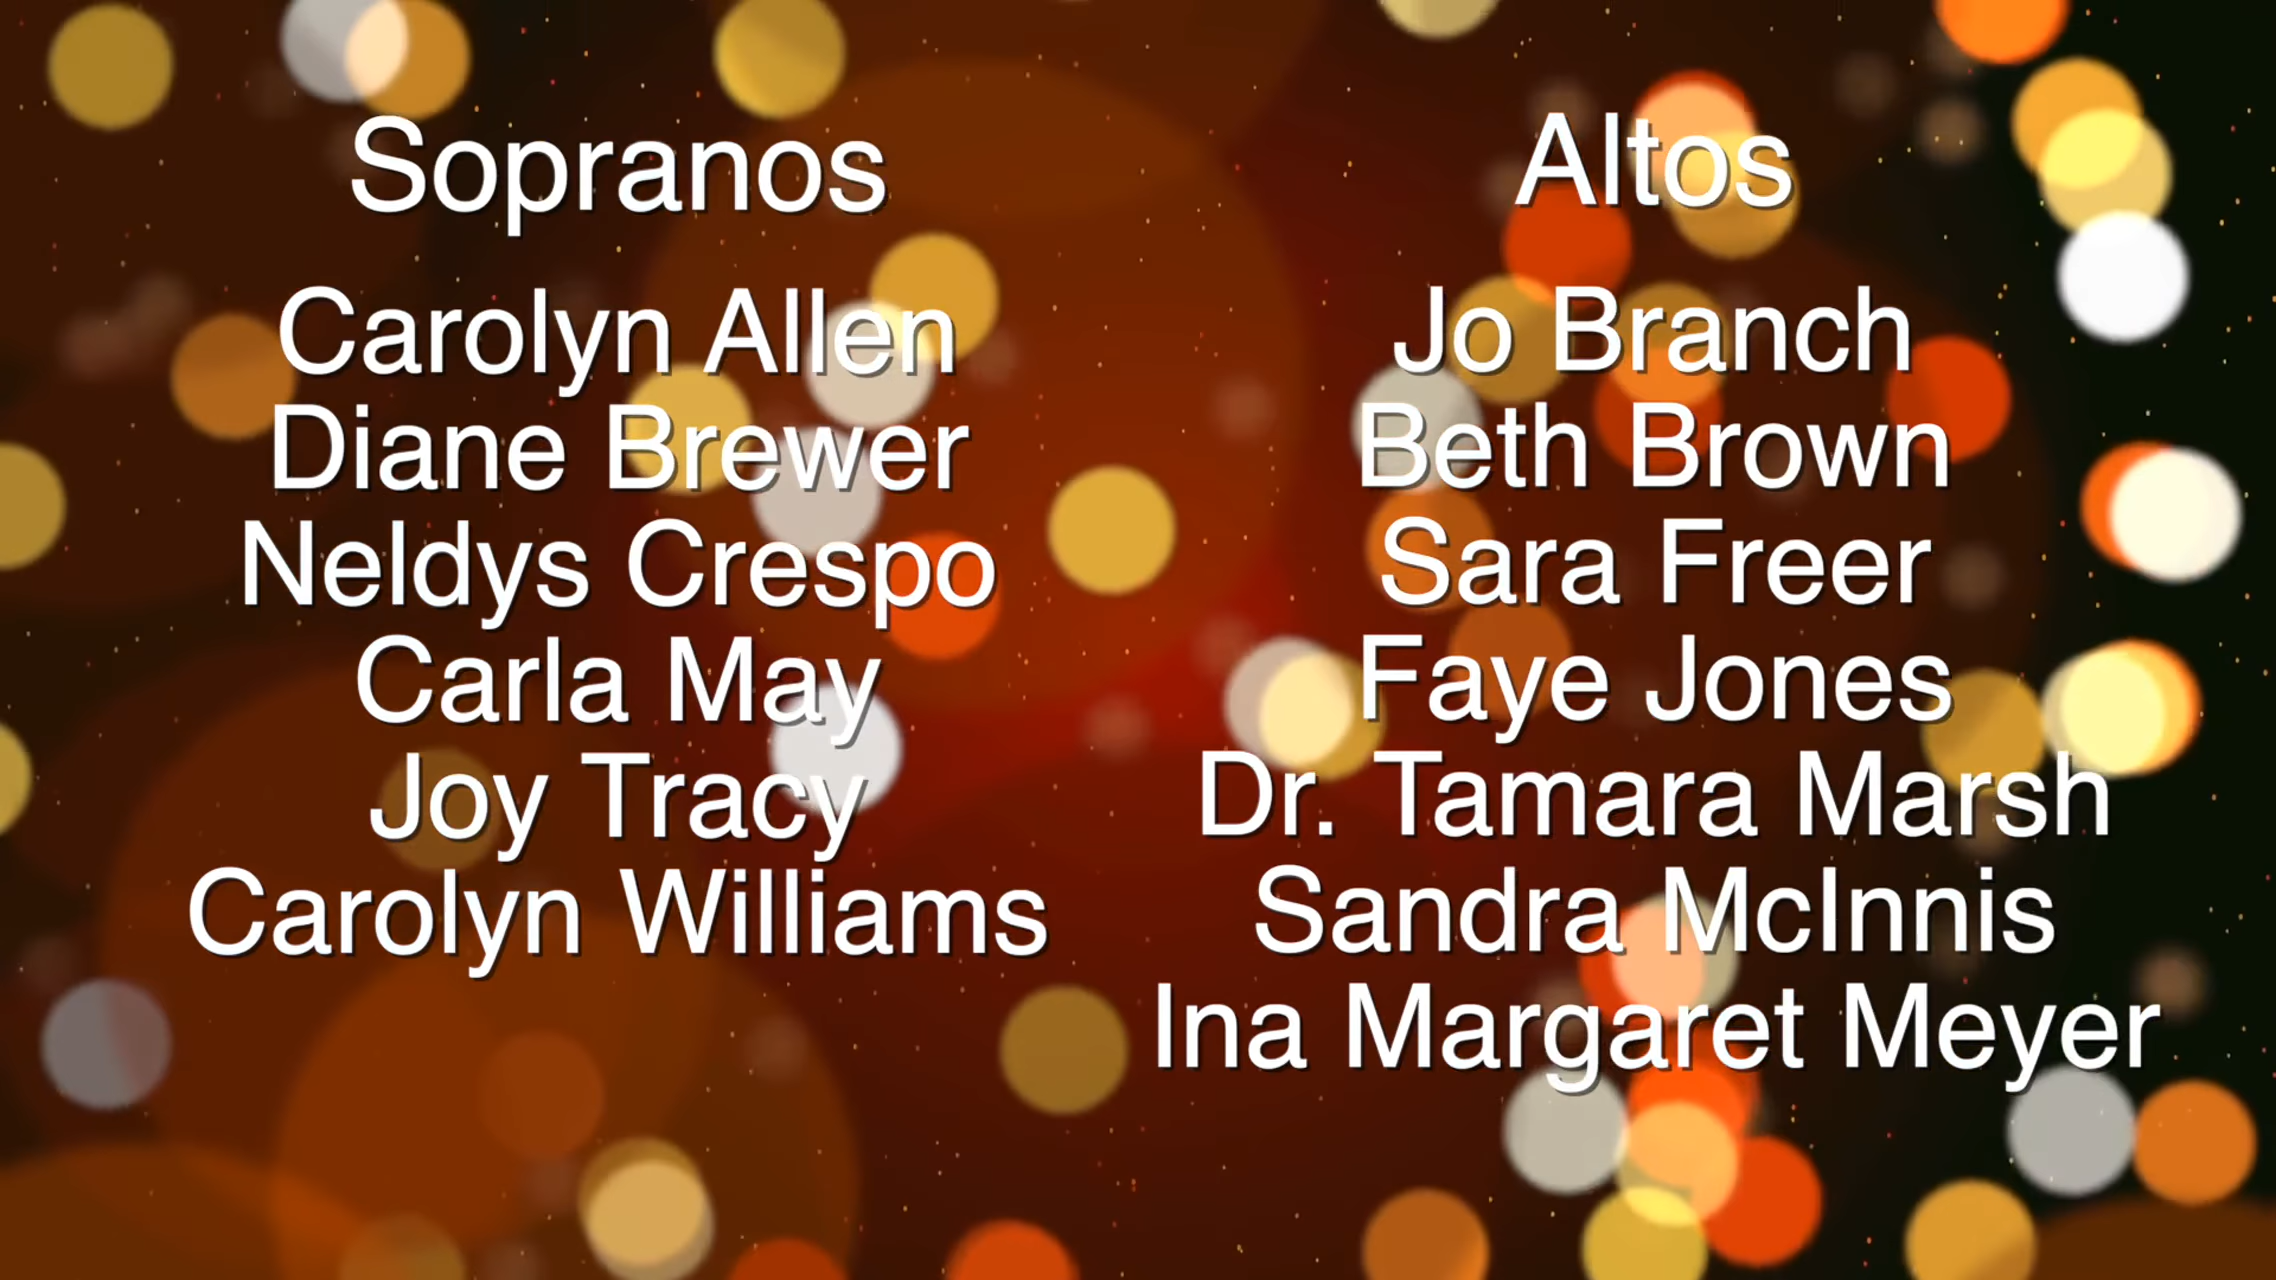 Sopranos
Carolyn Allen
Diane Brewer
Neldys Crespo
Carla May
Joy Tracy
Carolyn Williams
Altos
Jo Branch
Beth Brown
Sara Freer
Faye Jones
Dr. Tamara Marsh
Sandra McInnis
Ina Margaret Meyer